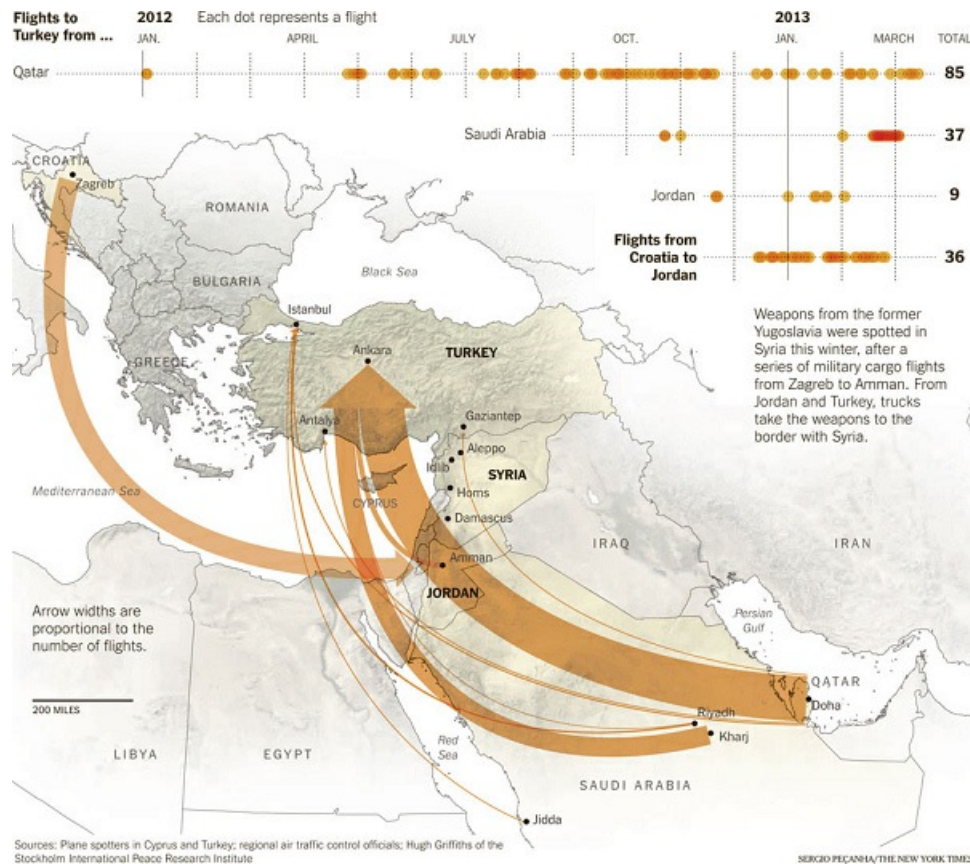 Flights to
Turkey from ...
2012
Each dot represents a flight
2013
JAN.
APRIL
JULY
OCT.
JAN.
MARCH
TOTAL
Qatar
85
Saudi Arabia
37
Jordan
9
Flights from
Croatia to
Jordan
36
CROATIA
Zagreb
ROMANIA
BULGARIA
Black Sea
Istanbul
GREECE
Ankara
TURKEY
Weapons from the former
Yugoslavia were spotted in
Syria this winter, after a
series of military cargo flights
from Zagreb to Amman. From
Jordan and Turkey, trucks
take the weapons to the
border with Syria.
Antalya
Gaziantep
Aleppo
Idlib
SYRIA
Mediterranean Sea
CYPRUS
Homs
Damascus
IRAQ
IRAN
Amman
JORDAN
Arrow widths are
proportional to the
number of flights.
Persian
Gulf
200 MILES
QATAR
Doha
Riyadh
Kharj
LIBYA
EGYPT
Red
Sea
SAUDI ARABIA
Jidda
Sources: Plane spotters in Cyprus and Turkey; regional air traffic control officials; Hugh Griffiths of the
Stockholm International Peace Research Institute
SERGIO PEÇANHA/THE NEW YORK TIMES